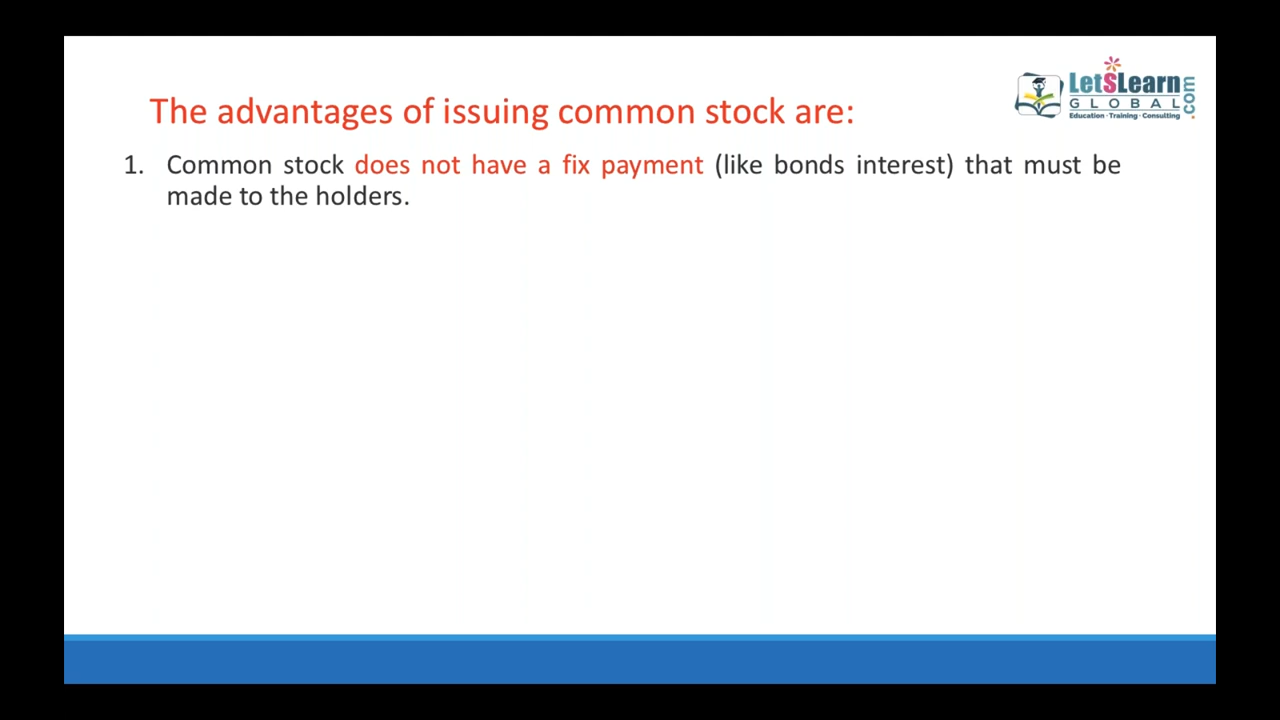 LetSLearn
GLOBAL
.com
Education · Training · Consulting
The advantages of issuing common stock are:
1. Common stock does not have a fix payment (like bonds interest) that must be
made to the holders.